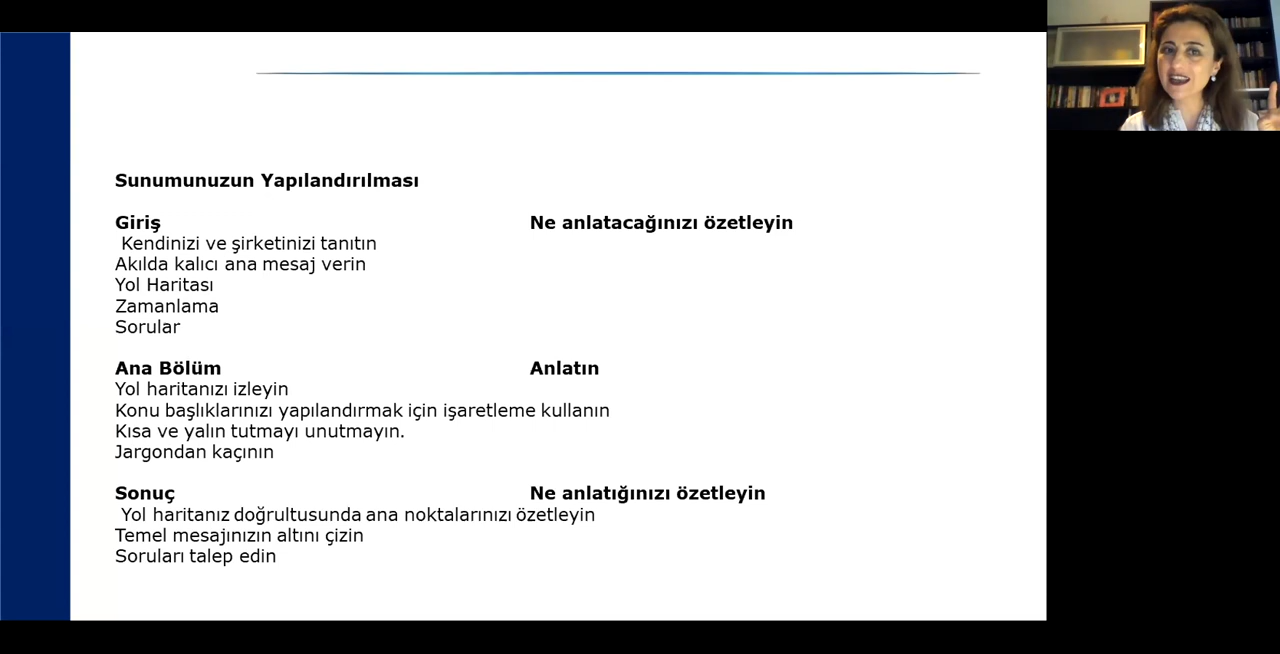 Sunumunuzun Yapılandırılması
Giriş Ne anlatacağınızı özetleyin
Kendinizi ve şirketinizi tanıtın
Akılda kalıcı ana mesaj verin
Yol Haritası
Zamanlama
Sorular
Ana Bölüm Anlatın
Yol haritanızı izleyin
Konu başlıklarınızı yapılandırmak için işaretleme kullanın
Kısa ve yalın tutmayı unutmayın.
Jargondan kaçının
Sonuç Ne anlatığınızı özetleyin
Yol haritanız doğrultusunda ana noktalarınızı özetleyin
Temel mesajınızın altını çizin
Soruları talep edin